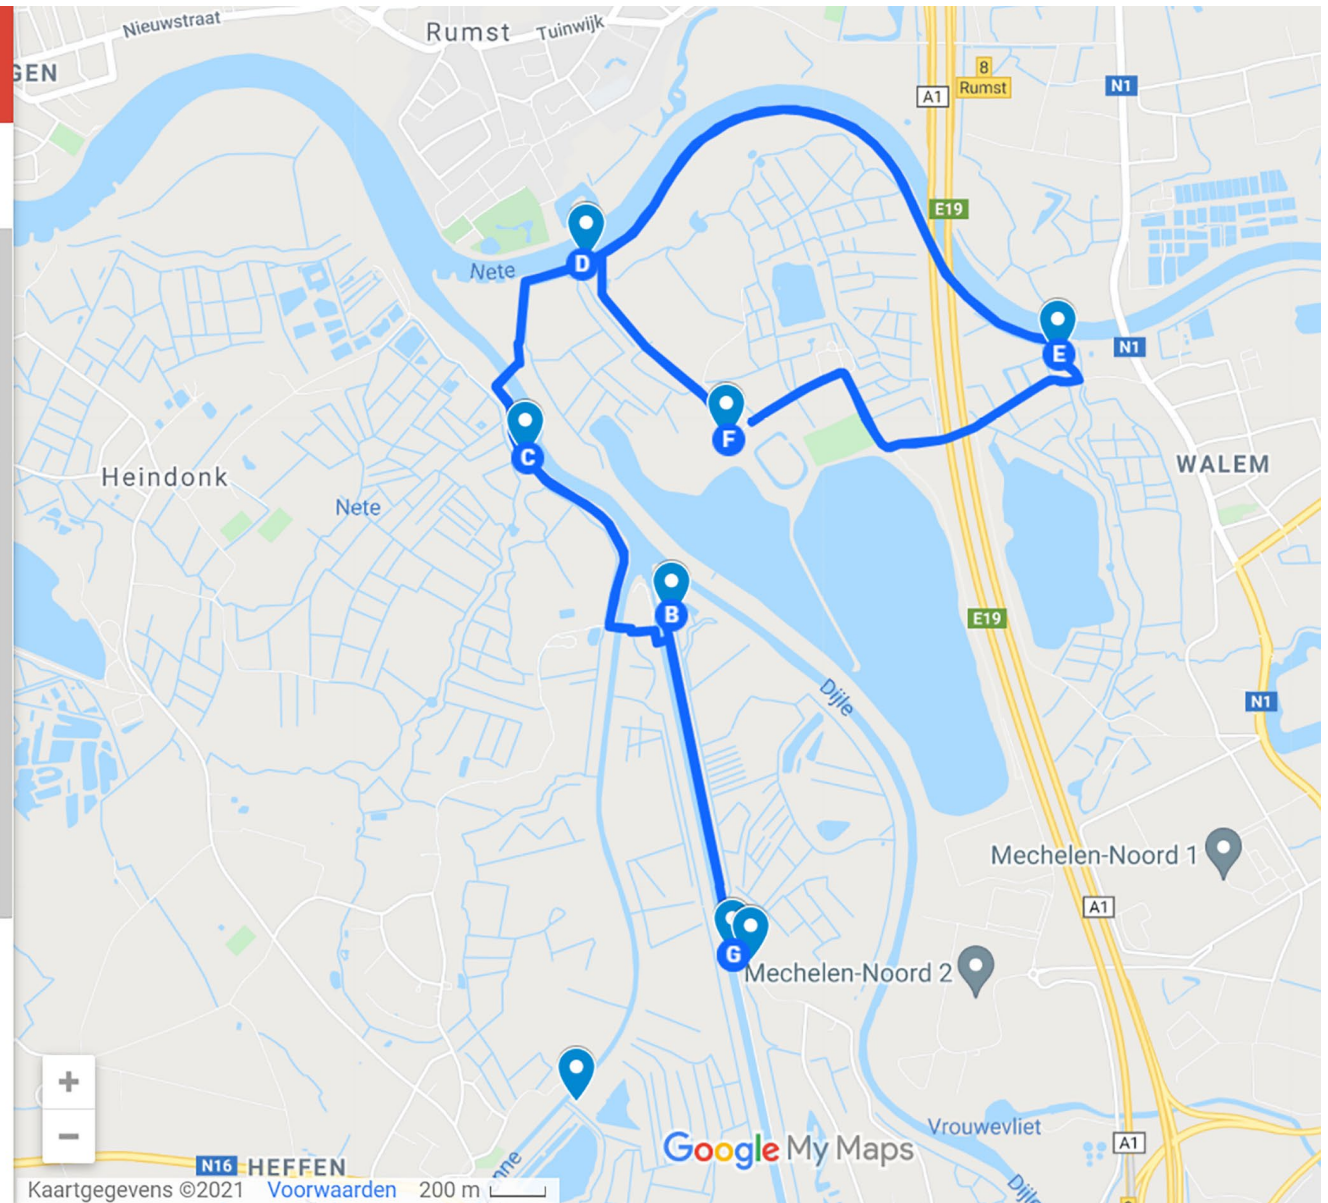 Nieuwstraat
Rumst
Tuinwijk
GEN
8
Rumst
A1
N1
E19
D
Nete
E
N1
F
C
WALEM
Heindonk
Nete
B
E19
Dijle
N1
Mechelen-Noord 1
A1
G
Mechelen-Noord 2
+
−
Vrouwevliet
A1
Google My Maps
N16 HEFFEN
nne
Dijle
Kaartgegevens ©2021 Voorwaarden 200 m